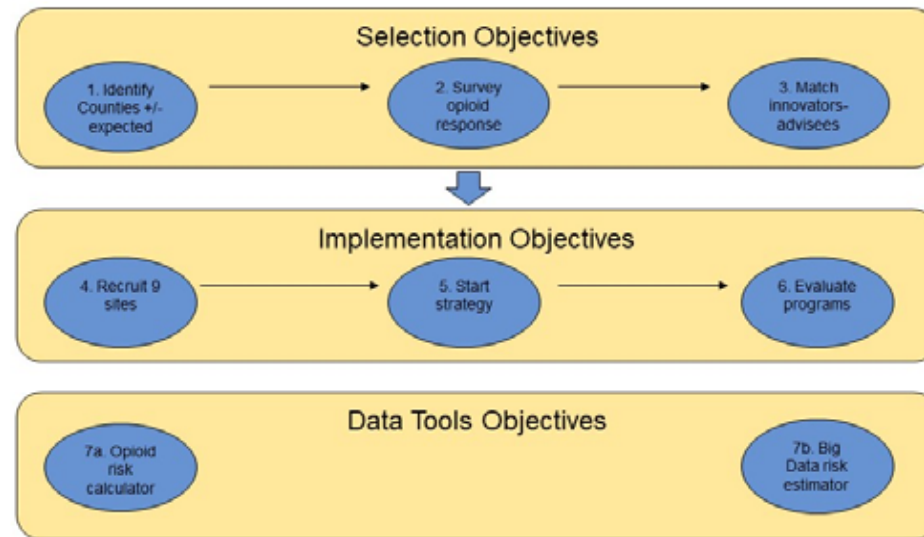 Selection Objectives
1. Identify
Counties +/-
expected
2. Survey
opioid
response
3. Match
innovators-
advisees
Implementation Objectives
4. Recruit 9
sites
5. Start
strategy
6. Evaluate
programs
Data Tools Objectives
7a. Opioid
risk
calculator
7b. Big
Data risk
estimator